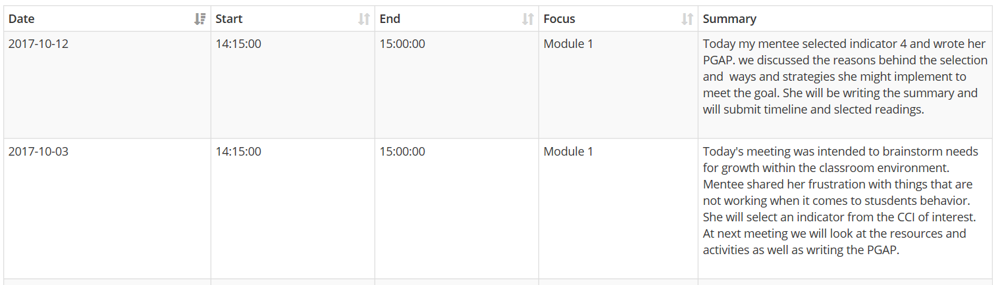 Date Start End Focus Summary
2017-10-12 14:15:00 15:00:00 Module 1 Today my mentee selected indicator 4 and wrote her
PGAP. we discussed the reasons behind the selection
and  ways and strategies she might implement to
meet the goal. She will be writing the summary and
will submit timeline and slected readings.
2017-10-03 14:15:00 15:00:00 Module 1 Today's meeting was intended to brainstorm needs
for growth within the classroom environment.
Mentee shared her frustration with things that are
not working when it comes to stusdents behavior.
She will select an indicator from the CCI of interest.
At next meeting we will look at the resources and
activities as well as writing the PGAP.